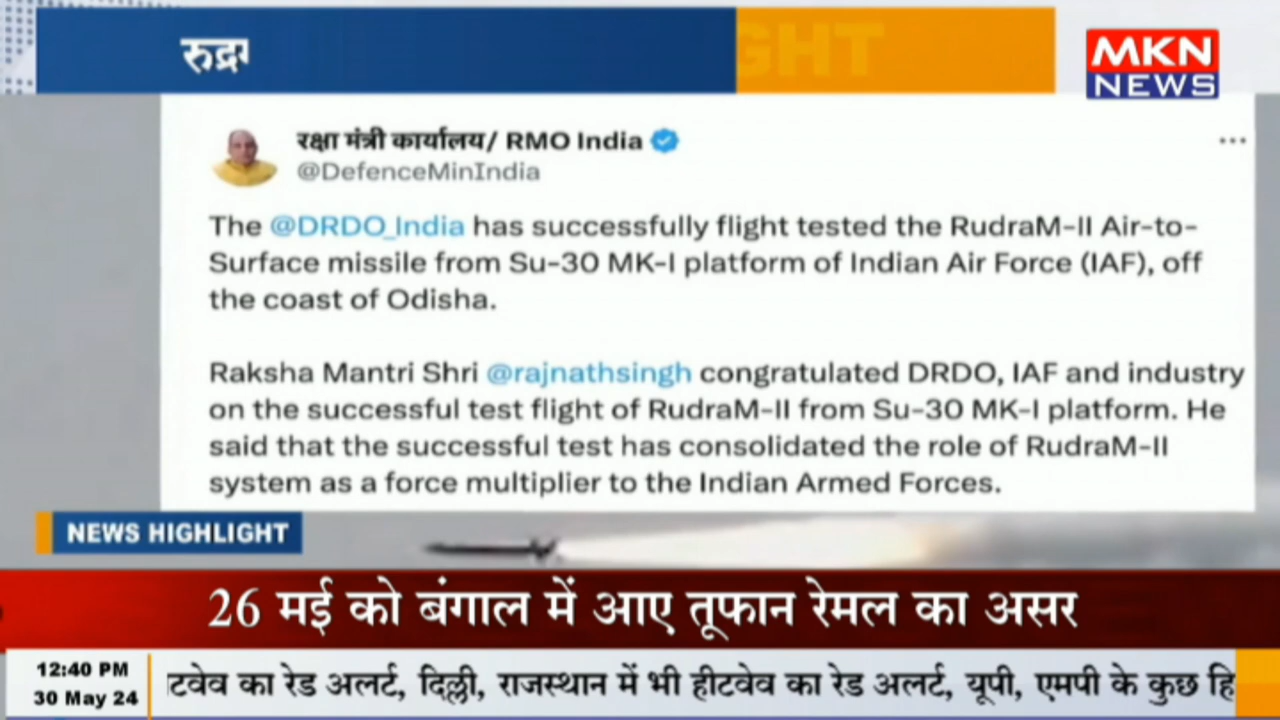 रुद्र
GHT
MKN
NEWS
रक्षा मंत्री कार्यालय/ RMO India
@DefenceMinIndia
The @DRDO_India has successfully flight tested the RudraM-II Air-to-
Surface missile from Su-30 MK-I platform of Indian Air Force (IAF), off
the coast of Odisha.
Raksha Mantri Shri @rajnathsingh congratulated DRDO, IAF and industry
on the successful test flight of RudraM-II from Su-30 MK-I platform. He
said that the successful test has consolidated the role of RudraM-II
system as a force multiplier to the Indian Armed Forces.
NEWS HIGHLIGHT
26 मई को बंगाल में आए तूफान रेमल का असर
12:40 PM
30 May 24
टवेव का रेड अलर्ट, दिल्ली, राजस्थान में भी हीटवेव का रेड अलर्ट, यूपी, एमपी के कुछ हि